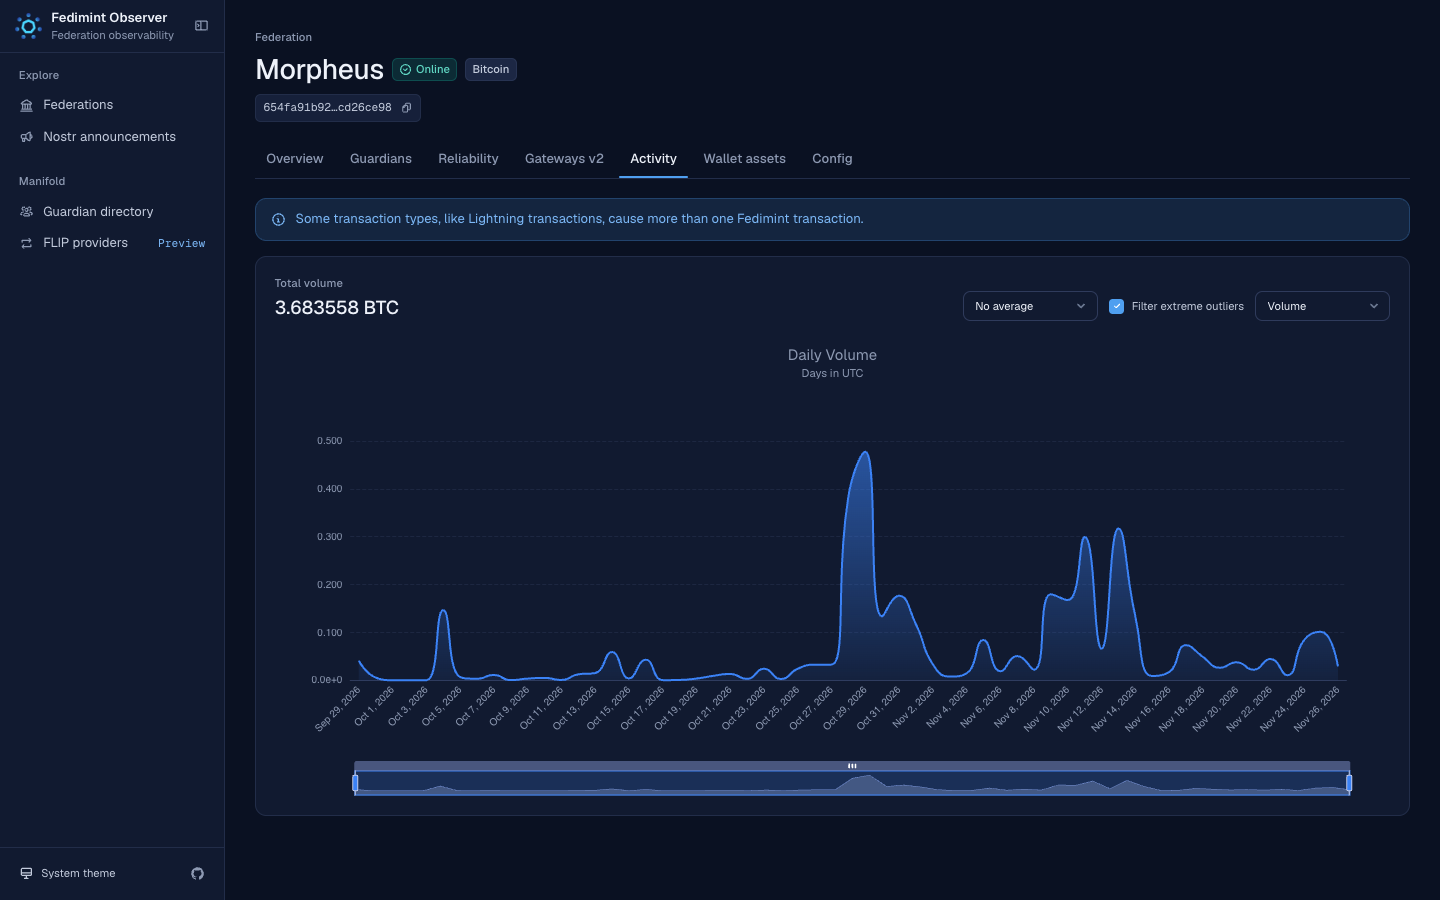 Fedimint Observer
Federation observability
Explore
Federations
Nostr announcements
Manifold
Guardian directory
FLIP providers Preview
System theme
Federation
Morpheus Online Bitcoin
654fa91b92…cd26ce98
Overview Guardians Reliability Gateways v2 Activity Wallet assets Config
Some transaction types, like Lightning transactions, cause more than one Fedimint transaction.
Total volume
3.683558 BTC
No average Filter extreme outliers Volume
Daily Volume
Days in UTC
0.500
0.400
0.300
0.200
0.100
0.0e+0
Sep 29, 2026 Oct 1, 2026 Oct 3, 2026 Oct 5, 2026 Oct 7, 2026 Oct 9, 2026 Oct 11, 2026 Oct 13, 2026 Oct 15, 2026 Oct 17, 2026 Oct 19, 2026 Oct 21, 2026 Oct 23, 2026 Oct 25, 2026 Oct 27, 2026 Oct 29, 2026 Oct 31, 2026 Nov 2, 2026 Nov 4, 2026 Nov 6, 2026 Nov 8, 2026 Nov 10, 2026 Nov 12, 2026 Nov 14, 2026 Nov 16, 2026 Nov 18, 2026 Nov 20, 2026 Nov 22, 2026 Nov 24, 2026 Nov 26, 2026